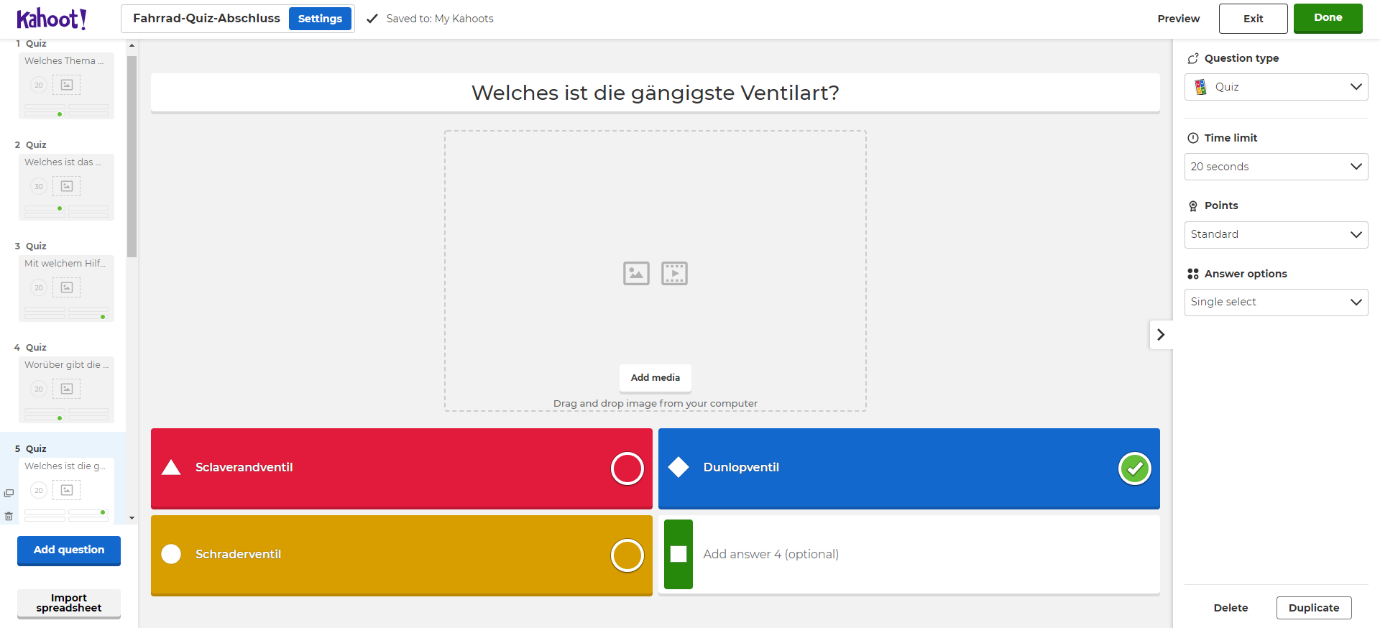 Kahoot!
Fahrrad-Quiz-Abschluss
Settings
Saved to: My Kahoots
Preview
Exit
Done
1 Quiz
Welches Thema ...
20
2 Quiz
Welches ist das ...
30
3 Quiz
Mit welchem Hilf...
20
4 Quiz
Worüber gibt die ...
20
5 Quiz
Welches ist die g...
20
Add question
Import
spreadsheet
Welches ist die gängigste Ventilart?
Add media
Drag and drop image from your computer
Sclaverandventil
Dunlopventil
Schraderventil
Add answer 4 (optional)
Question type
Quiz
Time limit
20 seconds
Points
Standard
Answer options
Single select
Delete
Duplicate